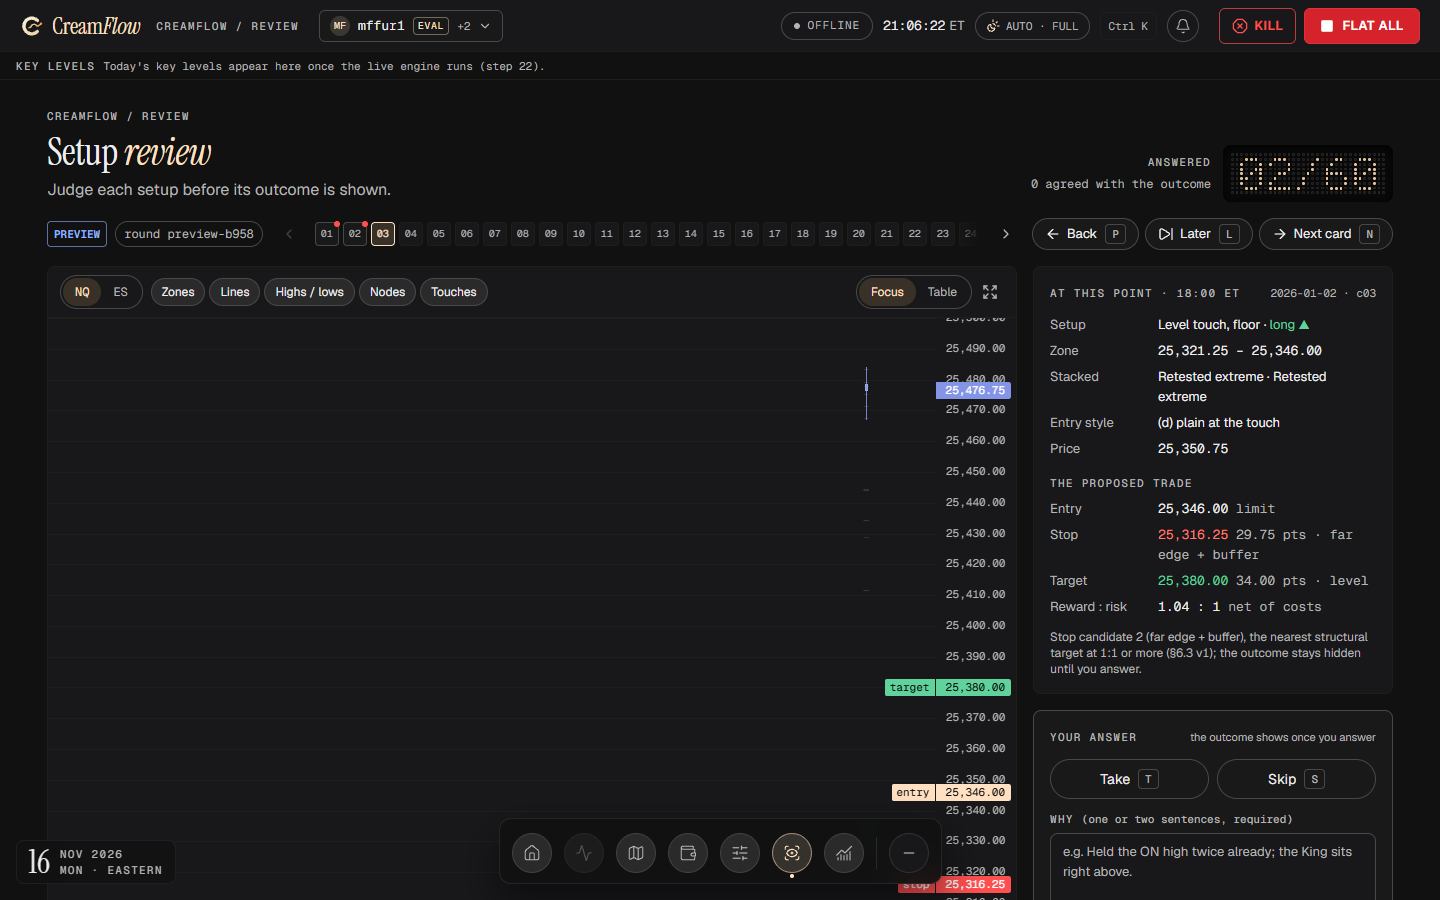 CreamFlow CREAMFLOW / REVIEW MF mffur1 EVAL +2 OFFLINE 21:06:22 ET AUTO · FULL Ctrl K KILL FLAT ALL
KEY LEVELS Today's key levels appear here once the live engine runs (step 22).
CREAMFLOW / REVIEW
Setup review
Judge each setup before its outcome is shown.
ANSWERED
0 agreed with the outcome
02/60
PREVIEW round preview-b958 01 02 03 04 05 06 07 08 09 10 11 12 13 14 15 16 17 18 19 20 21 22 23 24
Back P Later L Next card N
NQ ES Zones Lines Highs / lows Nodes Touches Focus Table
25,500.00
25,490.00
25,480.00
25,476.75
25,470.00
25,460.00
25,450.00
25,440.00
25,430.00
25,420.00
25,410.00
25,400.00
25,390.00
target 25,380.00
25,370.00
25,360.00
25,350.00
entry 25,346.00
25,340.00
25,330.00
25,320.00
stop 25,316.25
AT THIS POINT · 18:00 ET 2026-01-02 · c03
Setup Level touch, floor · long ▲
Zone 25,321.25 – 25,346.00
Stacked Retested extreme · Retested
extreme
Entry style (d) plain at the touch
Price 25,350.75
THE PROPOSED TRADE
Entry 25,346.00 limit
Stop 25,316.25 29.75 pts · far
edge + buffer
Target 25,380.00 34.00 pts · level
Reward : risk 1.04 : 1 net of costs
Stop candidate 2 (far edge + buffer), the nearest structural
target at 1:1 or more (§6.3 v1); the outcome stays hidden
until you answer.
YOUR ANSWER the outcome shows once you answer
Take T Skip S
WHY (one or two sentences, required)
e.g. Held the ON high twice already; the King sits
right above.
16 NOV 2026
MON · EASTERN